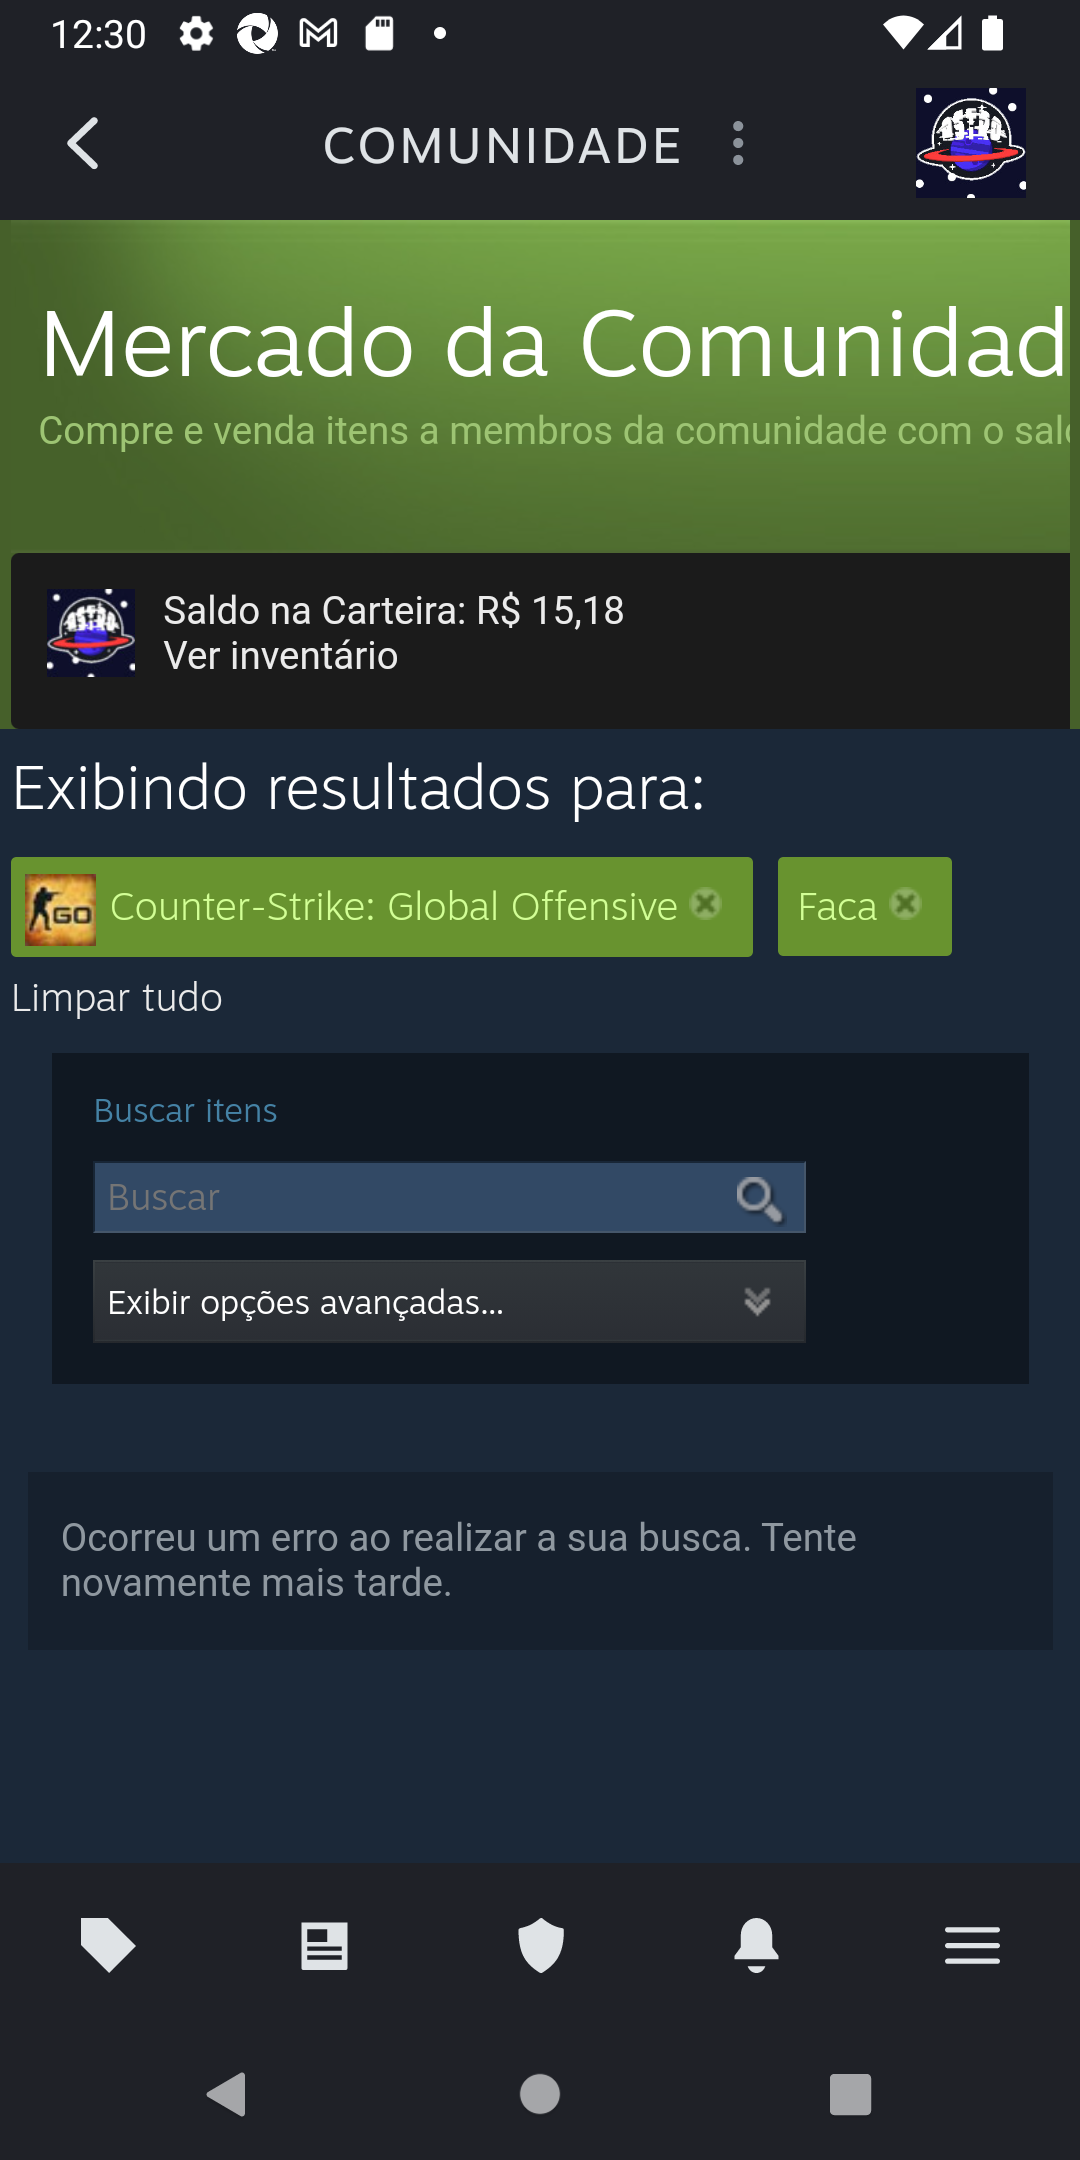 12:30
COMUNIDADE
Mercado da Comunidad
Compre e venda itens a membros da comunidade com o sal
Saldo na Carteira: R$ 15,18
Ver inventário
Exibindo resultados para:
GO Counter-Strike: Global Offensive
Faca
Limpar tudo
Buscar itens
Buscar
Exibir opções avançadas...
Ocorreu um erro ao realizar a sua busca. Tente
novamente mais tarde.